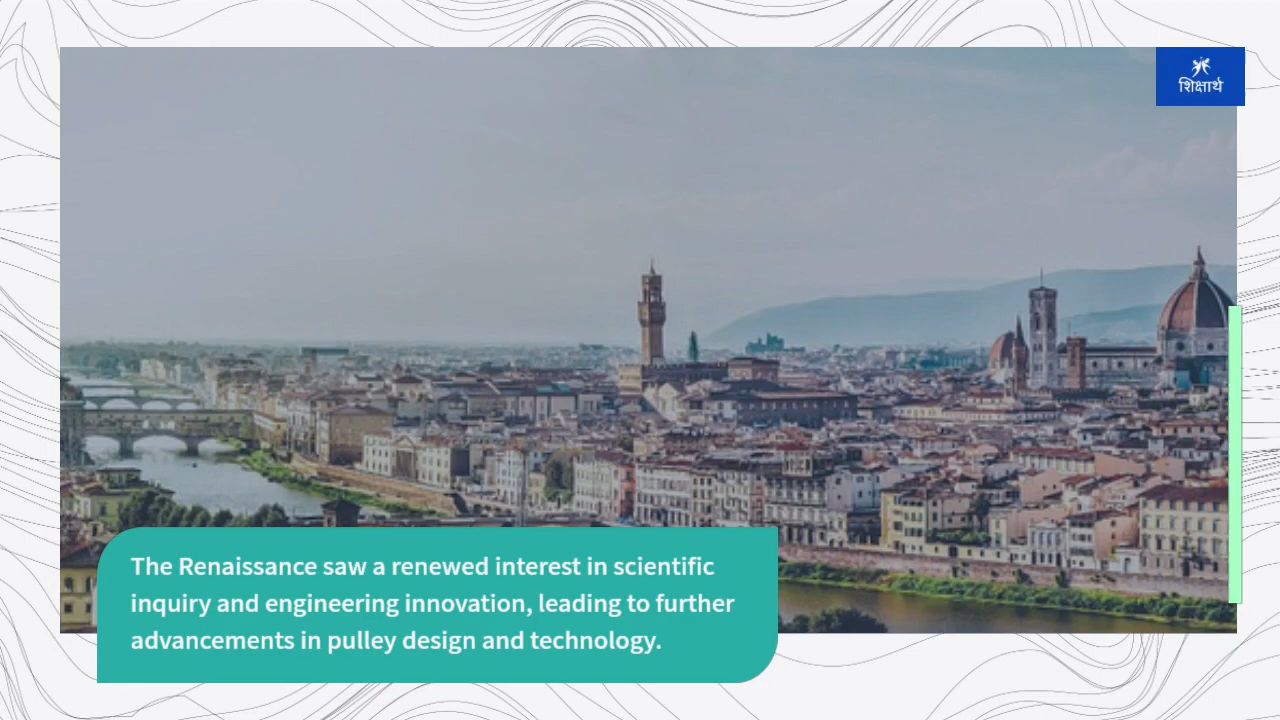 शिक्षार्थ
The Renaissance saw a renewed interest in scientific
inquiry and engineering innovation, leading to further
advancements in pulley design and technology.